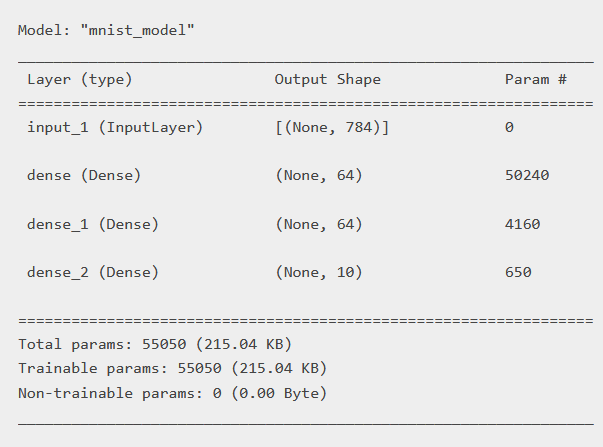 Model: "mnist_model"
_________________________________________________________________
Layer (type) Output Shape Param #
=================================================================
input_1 (InputLayer) [(None, 784)] 0
dense (Dense) (None, 64) 50240
dense_1 (Dense) (None, 64) 4160
dense_2 (Dense) (None, 10) 650
=================================================================
Total params: 55050 (215.04 KB)
Trainable params: 55050 (215.04 KB)
Non-trainable params: 0 (0.00 Byte)
_________________________________________________________________